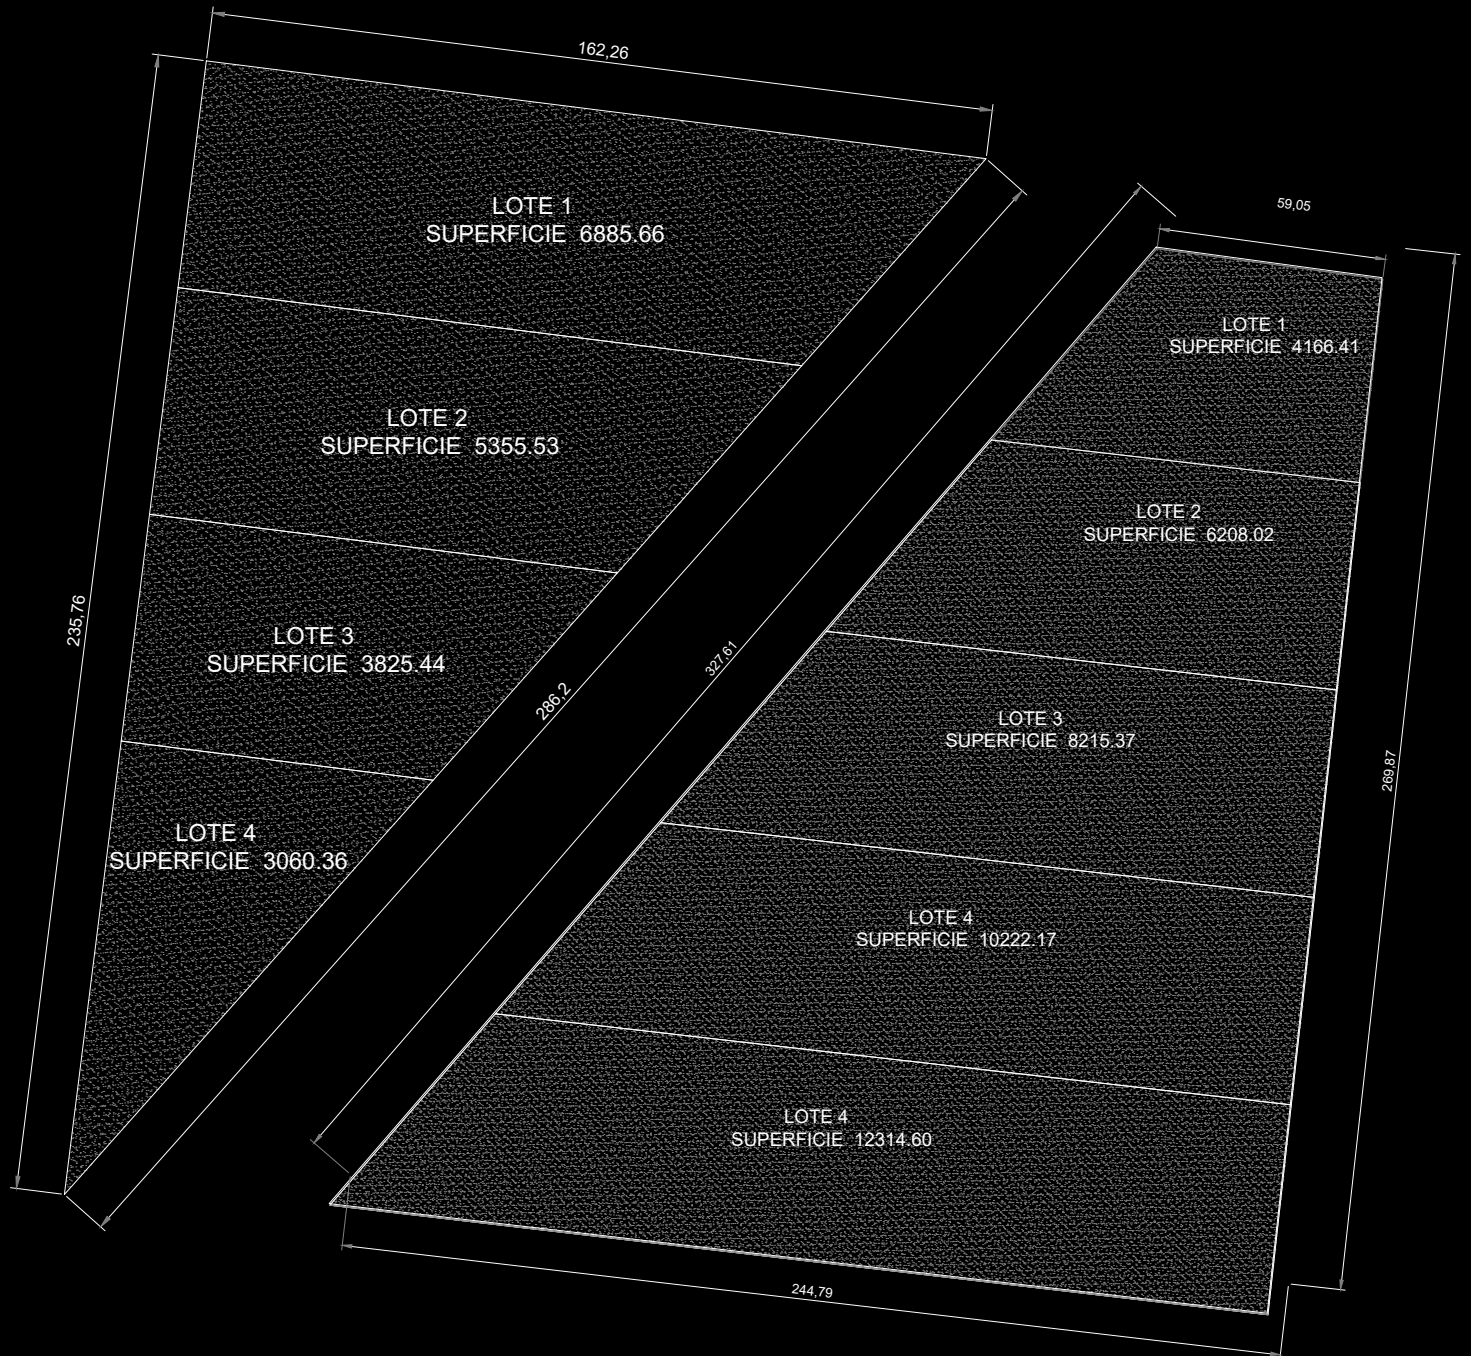 162,26
59,05
LOTE 1
SUPERFICIE 6885.66
LOTE 1
SUPERFICIE 4166.41
LOTE 2
SUPERFICIE 5355.53
LOTE 2
SUPERFICIE 6208.02
235,76
LOTE 3
SUPERFICIE 3825.44
286,2
327,61
LOTE 3
SUPERFICIE 8215.37
269,87
LOTE 4
SUPERFICIE 3060.36
LOTE 4
SUPERFICIE 10222.17
LOTE 4
SUPERFICIE 12314.60
244,79